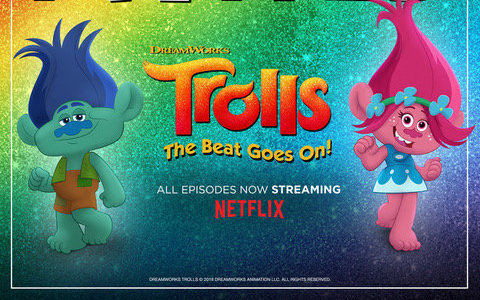 DREAMWORKS
Trolls
The Beat Goes On!
ALL EPISODES NOW STREAMING
NETFLIX
DREAMWORKS TROLLS © 2019 DREAMWORKS ANIMATION LLC. ALL RIGHTS RESERVED.